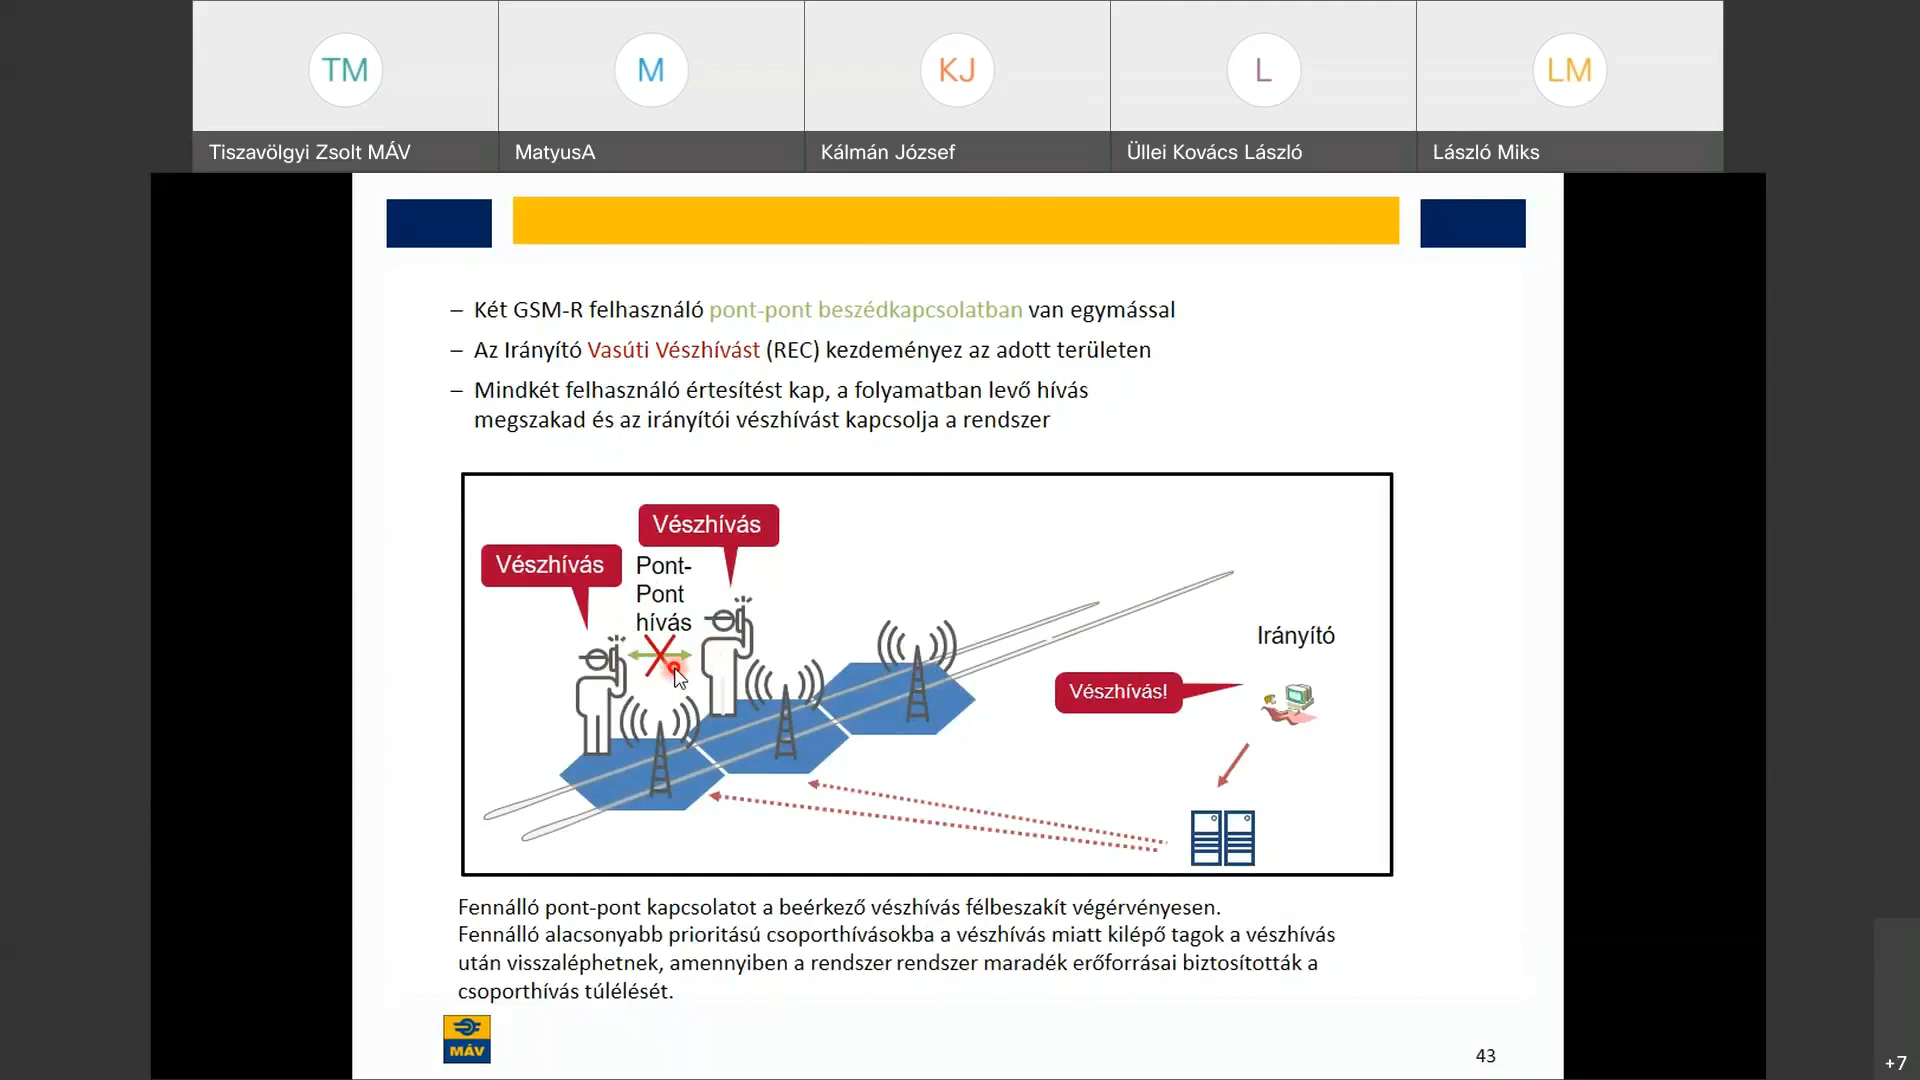 TM
M
KJ
L
LM
Tiszavölgyi Zsolt MÁV
MatyusA
Kálmán József
Üllei Kovács László
László Miks
– Két GSM-R felhasználó pont-pont beszédkapcsolatban van egymással
– Az Irányító Vasúti Vészhívást (REC) kezdeményez az adott területen
– Mindkét felhasználó értesítést kap, a folyamatban levő hívás
megszakad és az irányítói vészhívást kapcsolja a rendszer
Vészhívás
Vészhívás
Pont-
Pont
hívás
Irányító
Vészhívás!
Fennálló pont-pont kapcsolatot a beérkező vészhívás félbeszakít végérvényesen.
Fennálló alacsonyabb prioritású csoporthívásokba a vészhívás miatt kilépő tagok a vészhívás
után visszaléphetnek, amennyiben a rendszer rendszer maradék erőforrásai biztosították a
csoporthívás túlélését.
MÁV
43
+7